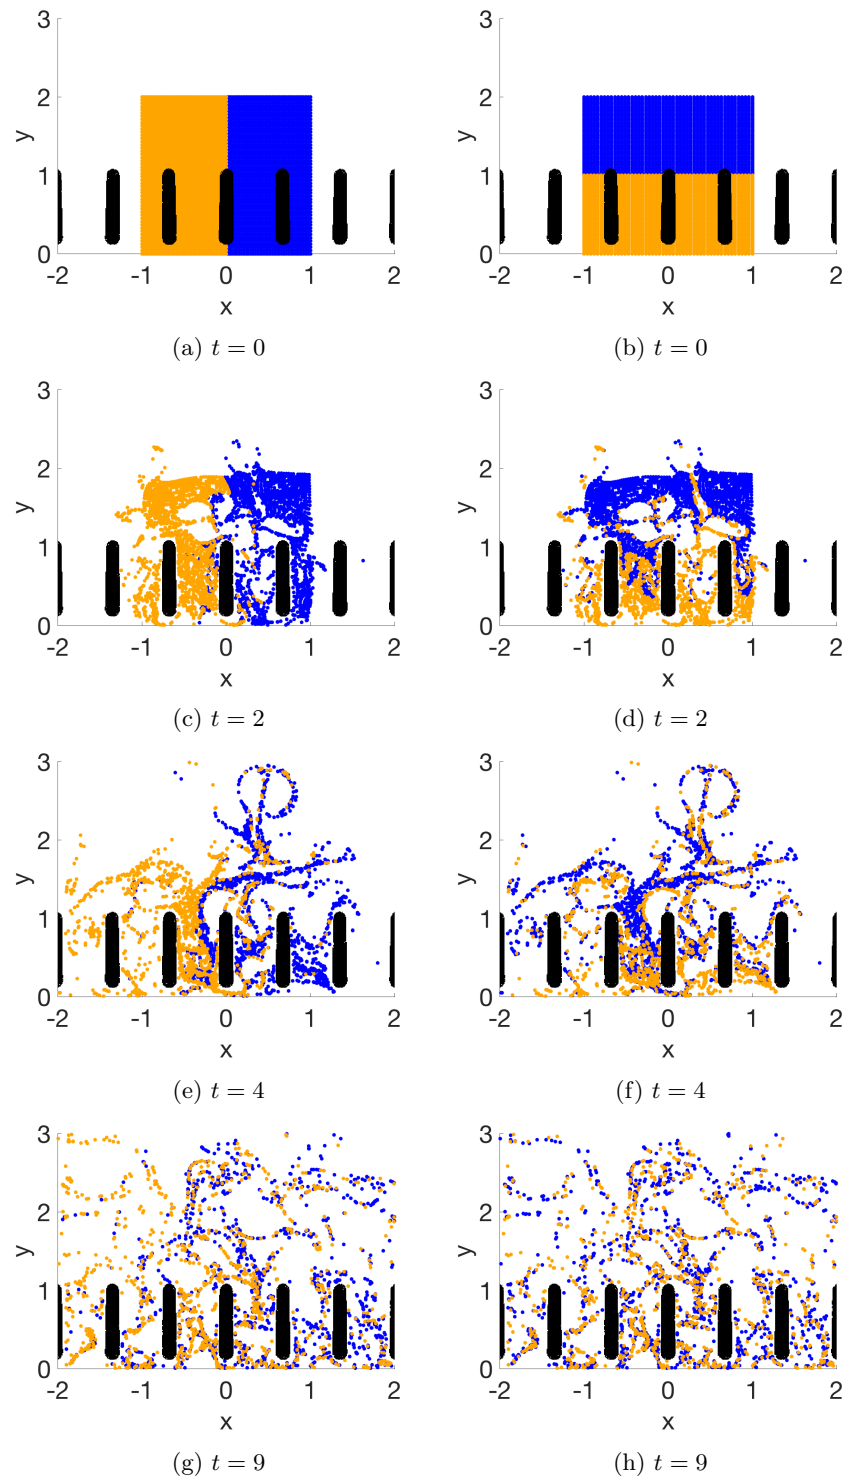 3
2
y
1
0
-2 -1 0 1 2
x
(a) t = 0
3
2
y
1
0
-2 -1 0 1 2
x
(b) t = 0
3
2
y
1
0
-2 -1 0 1 2
x
(c) t = 2
3
2
y
1
0
-2 -1 0 1 2
x
(d) t = 2
3
2
y
1
0
-2 -1 0 1 2
x
(e) t = 4
3
2
y
1
0
-2 -1 0 1 2
x
(f) t = 4
3
2
y
1
0
-2 -1 0 1 2
x
(g) t = 9
3
2
y
1
0
-2 -1 0 1 2
x
(h) t = 9